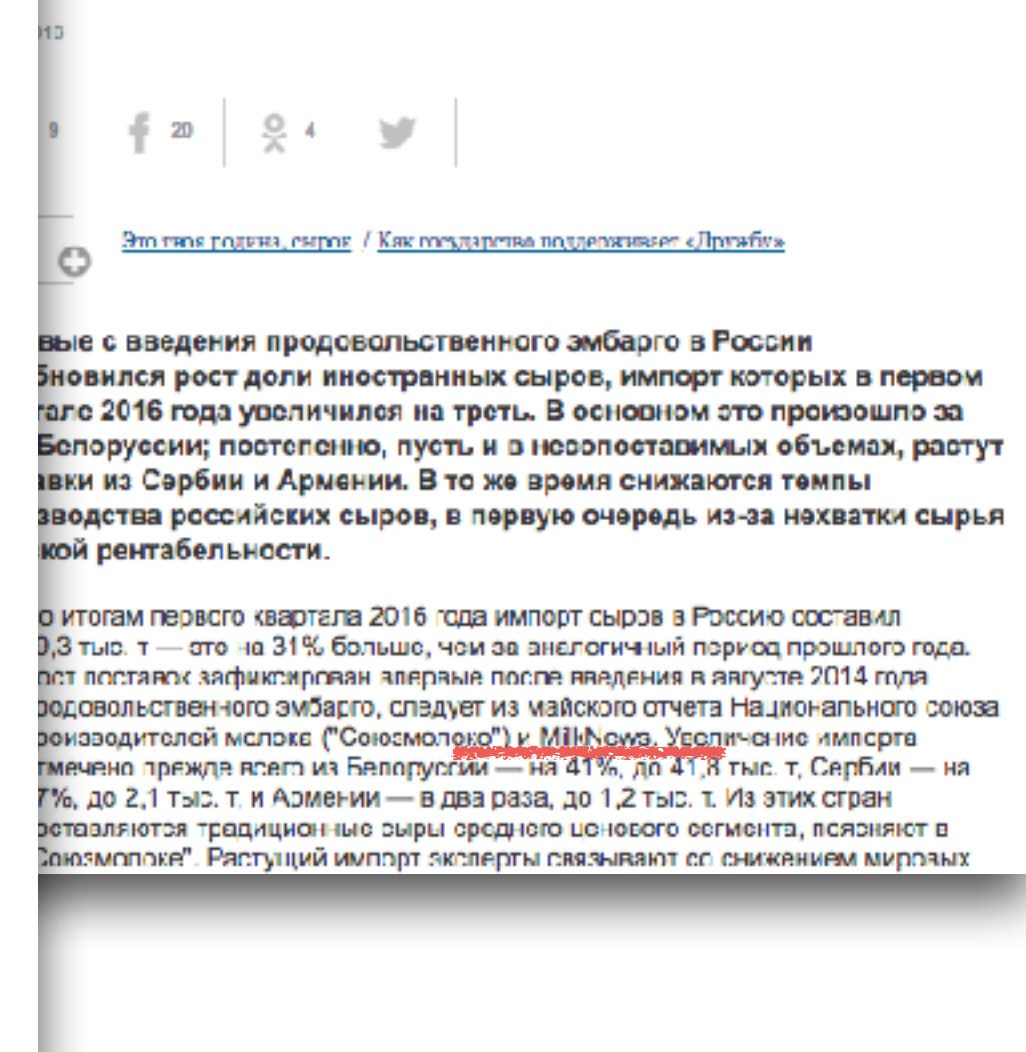 9 20 4
Это твоя родина, сырок / Как государство поддерживает «Дружбу»
вые с введения продовольственного эмбарго в России
бновился рост доли иностранных сыров, импорт которых в первом
тале 2016 года увеличился на треть. В основном это произошло за
Белоруссии; постепенно, пусть и в несопоставимых объемах, растут
авки из Сербии и Армении. В то же время снижаются темпы
зводства российских сыров, в первую очередь из-за нехватки сырья
кой рентабельности.
о итогам первого квартала 2016 года импорт сыров в Россию составил
,3 тыс. т — это на 31% больше, чем за аналогичный период прошлого года.
ост поставок зафиксирован впервые после введения в августе 2014 года
родовольственного эмбарго, следует из майского отчета Национального союза
роизводителей молока ("Союзмолоко") и MilkNews. Увеличение импорта
тмечено прежде всего из Белоруссии — на 41%, до 41,8 тыс. т, Сербии — на
7%, до 2,1 тыс. т, и Армении — в два раза, до 1,2 тыс. т. Из этих стран
оставляются традиционные сыры среднего ценового сегмента, поясняют в
Союзмолоке". Растущий импорт эксперты связывают со снижением мировых